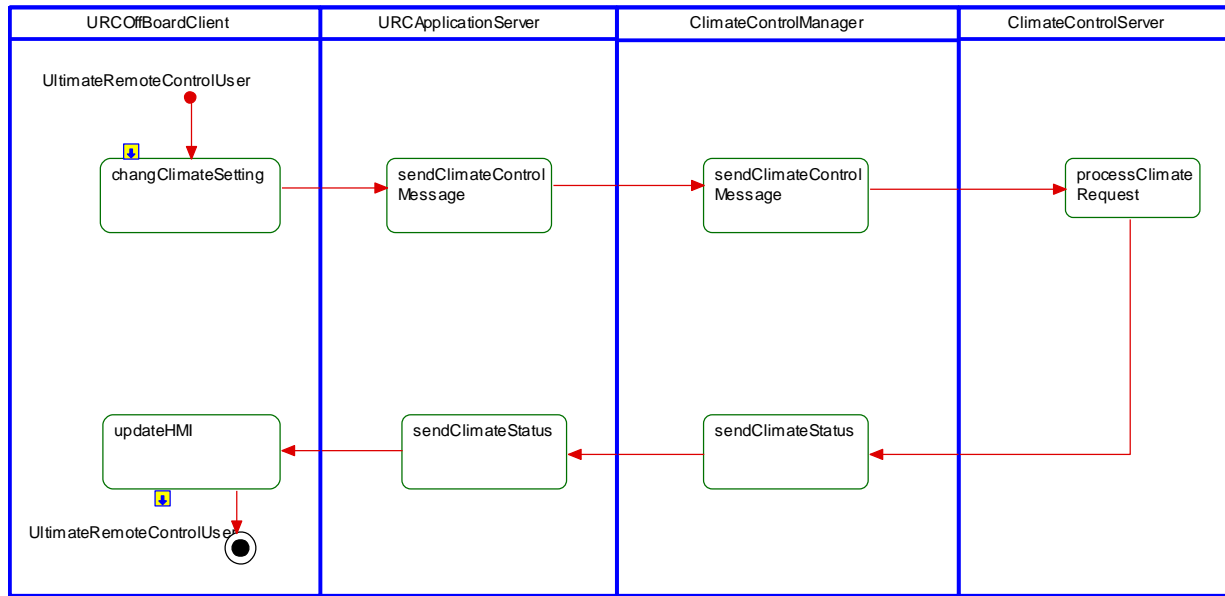 URCOffBoardClient
URCApplicationServer
ClimateControlManager
ClimateControlServer
UltimateRemoteControlUser
changClimateSetting
sendClimateControl
Message
sendClimateControl
Message
processClimate
Request
updateHMI
sendClimateStatus
sendClimateStatus
UltimateRemoteControlUser